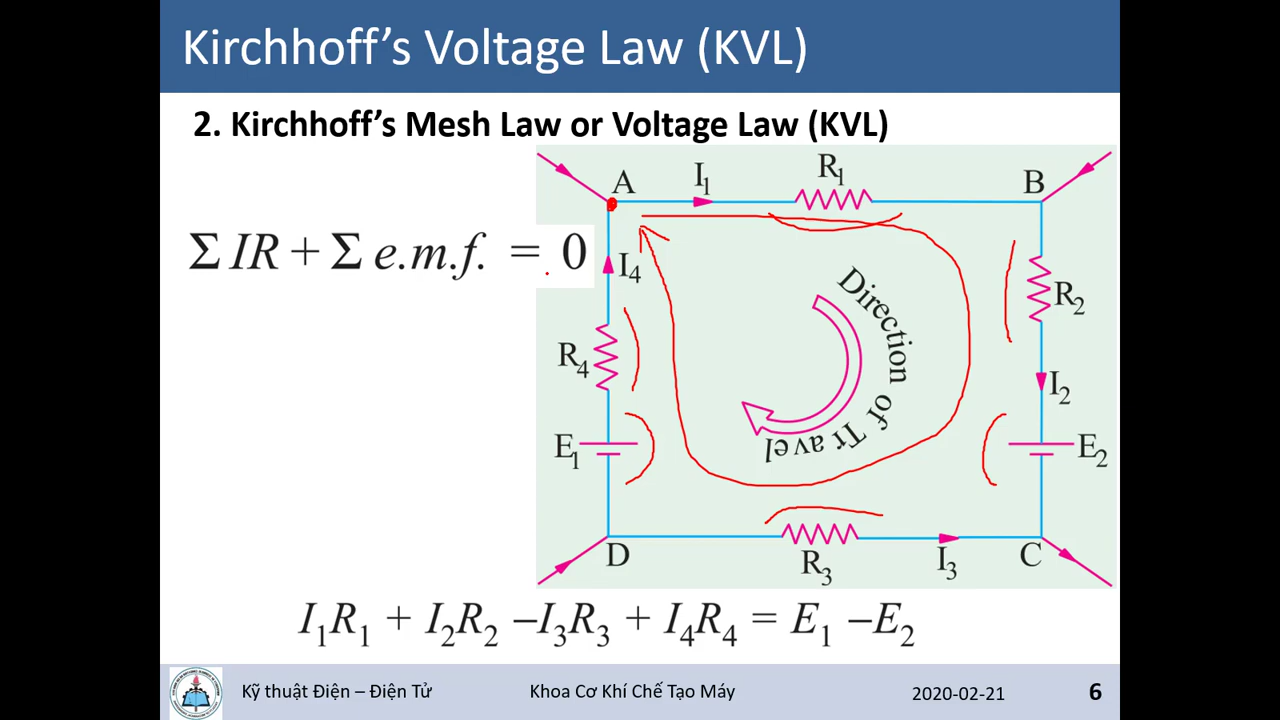 Kirchhoff's Voltage Law (KVL)
2. Kirchhoff's Mesh Law or Voltage Law (KVL)
Σ IR + Σ e.m.f. = 0
A
I₁
R₁
B
I₄
R₂
Direction of Travel
R₄
I₂
E₁
E₂
D
R₃
I₃
C
I₁R₁ + I₂R₂ –I₃R₃ + I₄R₄ = E₁ –E₂
Kỹ thuật Điện – Điện Tử
Khoa Cơ Khí Chế Tạo Máy
2020-02-21
6